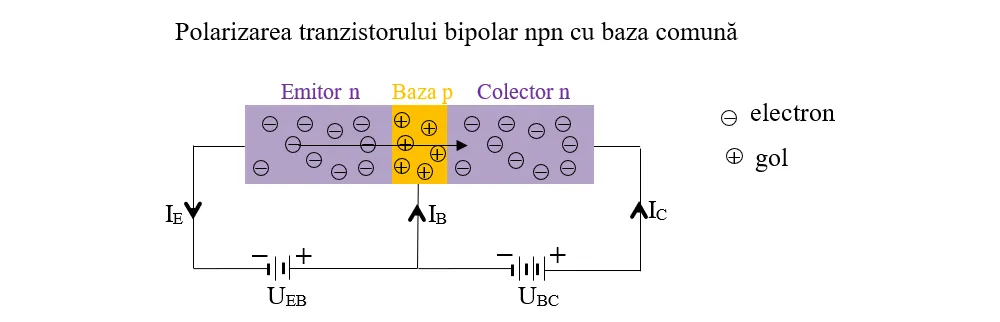 Polarizarea tranzistorului bipolar npn cu baza comună
Emitor n Baza p Colector n
electron
gol
IE IB IC
− + − +
UEB UBC